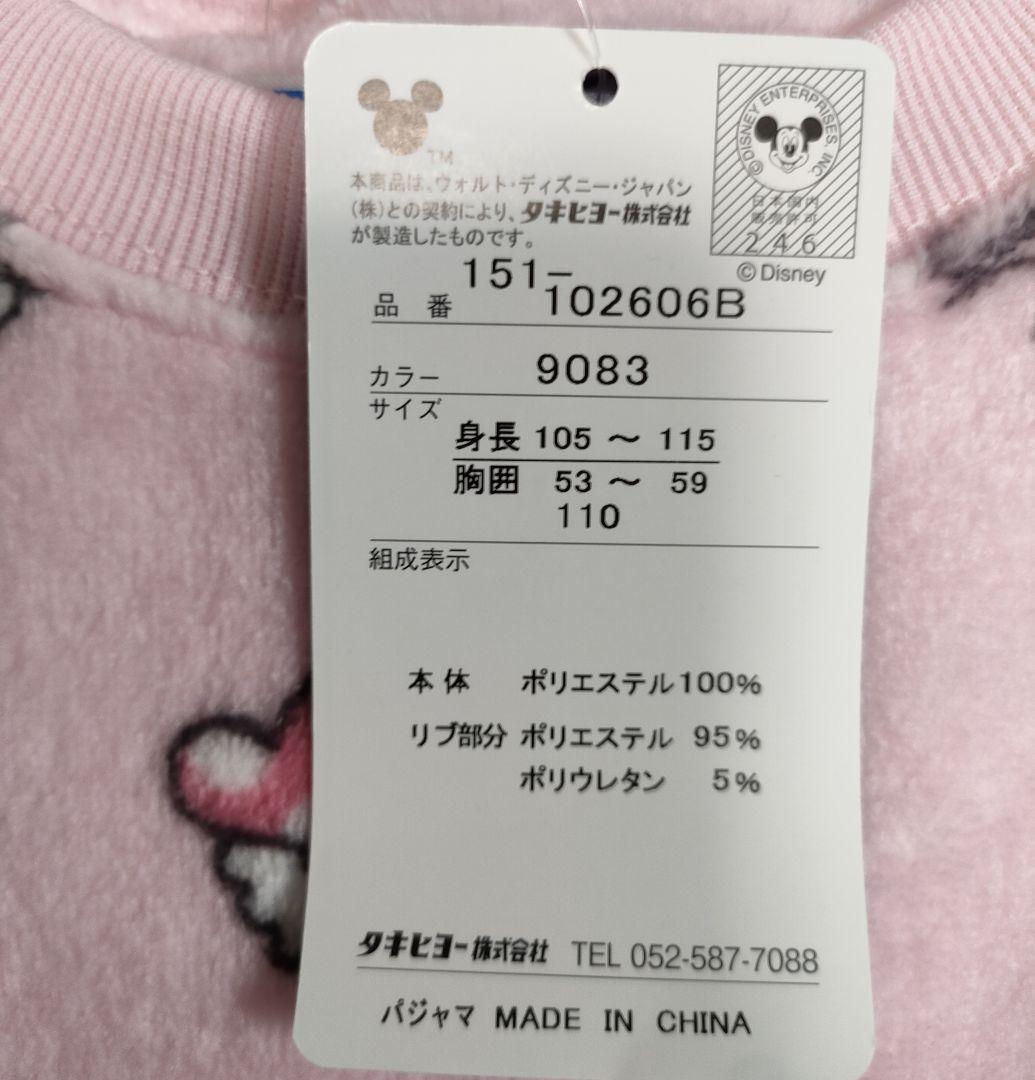 TM
本商品は、ウォルト・ディズニー・ジャパン
(株)との契約により、タキヒヨー株式会社
が製造したものです。
©DISNEY ENTERPRISES, INC.
日本国内
販売許可
246
©Disney
151-
品番 102606B
カラー 9083
サイズ
身長 105 ～ 115
胸囲 53 ～ 59
110
組成表示
本体 ポリエステル100%
リブ部分 ポリエステル 95%
ポリウレタン 5%
タキヒヨー株式会社 TEL 052-587-7088
パジャマ MADE IN CHINA